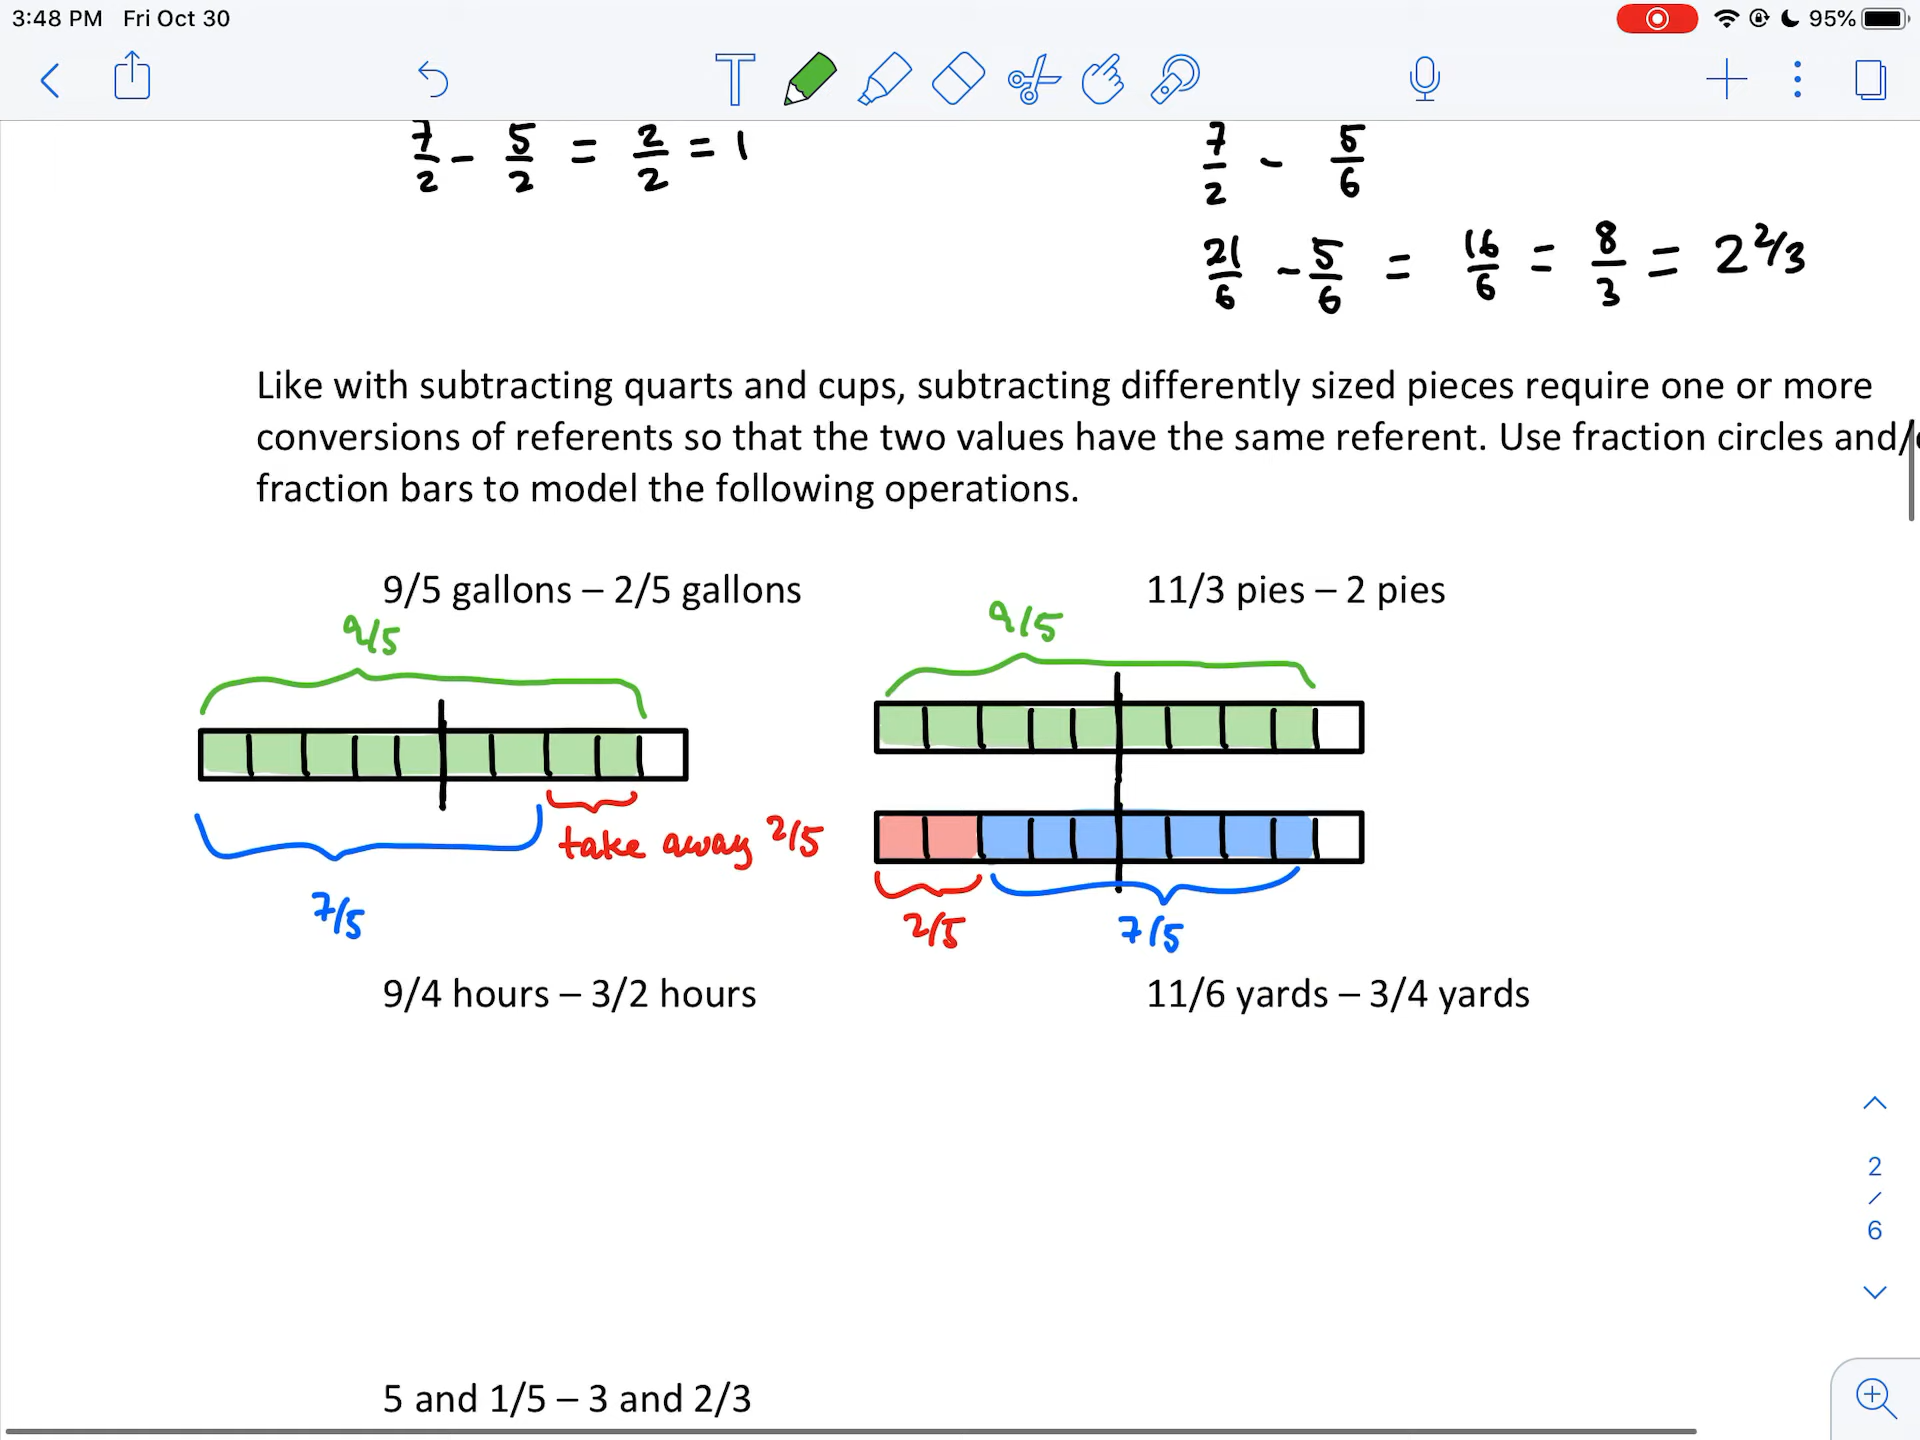 3:48 PM Fri Oct 30 95%
T
7/2 - 5/2 = 2/2 = 1
7/2 - 5/6
21/6 - 5/6 = 16/6 = 8/3 = 2 2/3
Like with subtracting quarts and cups, subtracting differently sized pieces require one or more
conversions of referents so that the two values have the same referent. Use fraction circles and/
fraction bars to model the following operations.
9/5 gallons – 2/5 gallons
11/3 pies – 2 pies
9/5
9/5
take away 2/5
7/5
2/5
7/5
9/4 hours – 3/2 hours
11/6 yards – 3/4 yards
2
/
6
5 and 1/5 – 3 and 2/3